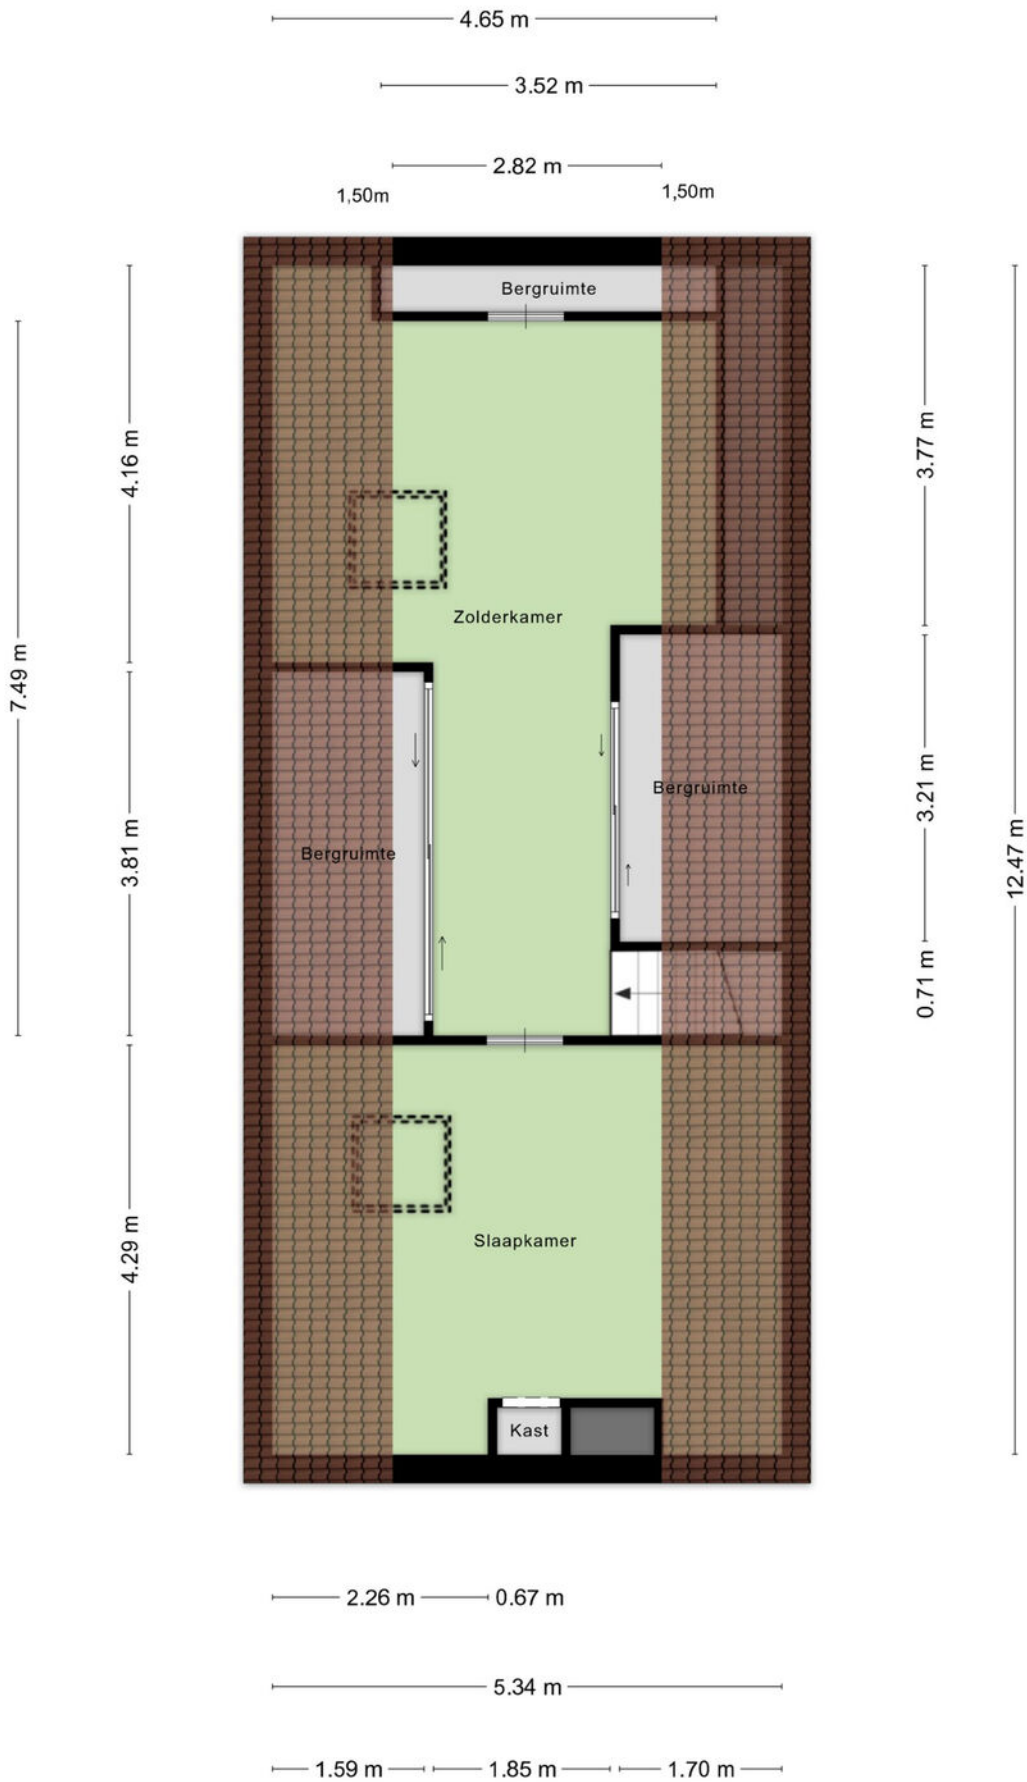 4.65 m
3.52 m
2.82 m
1,50m
1,50m
Bergruimte
4.16 m
3.77 m
Zolderkamer
7.49 m
3.21 m
Bergruimte
3.81 m
Bergruimte
12.47 m
0.71 m
4.29 m
Slaapkamer
Kast
2.26 m
0.67 m
5.34 m
1.59 m
1.85 m
1.70 m